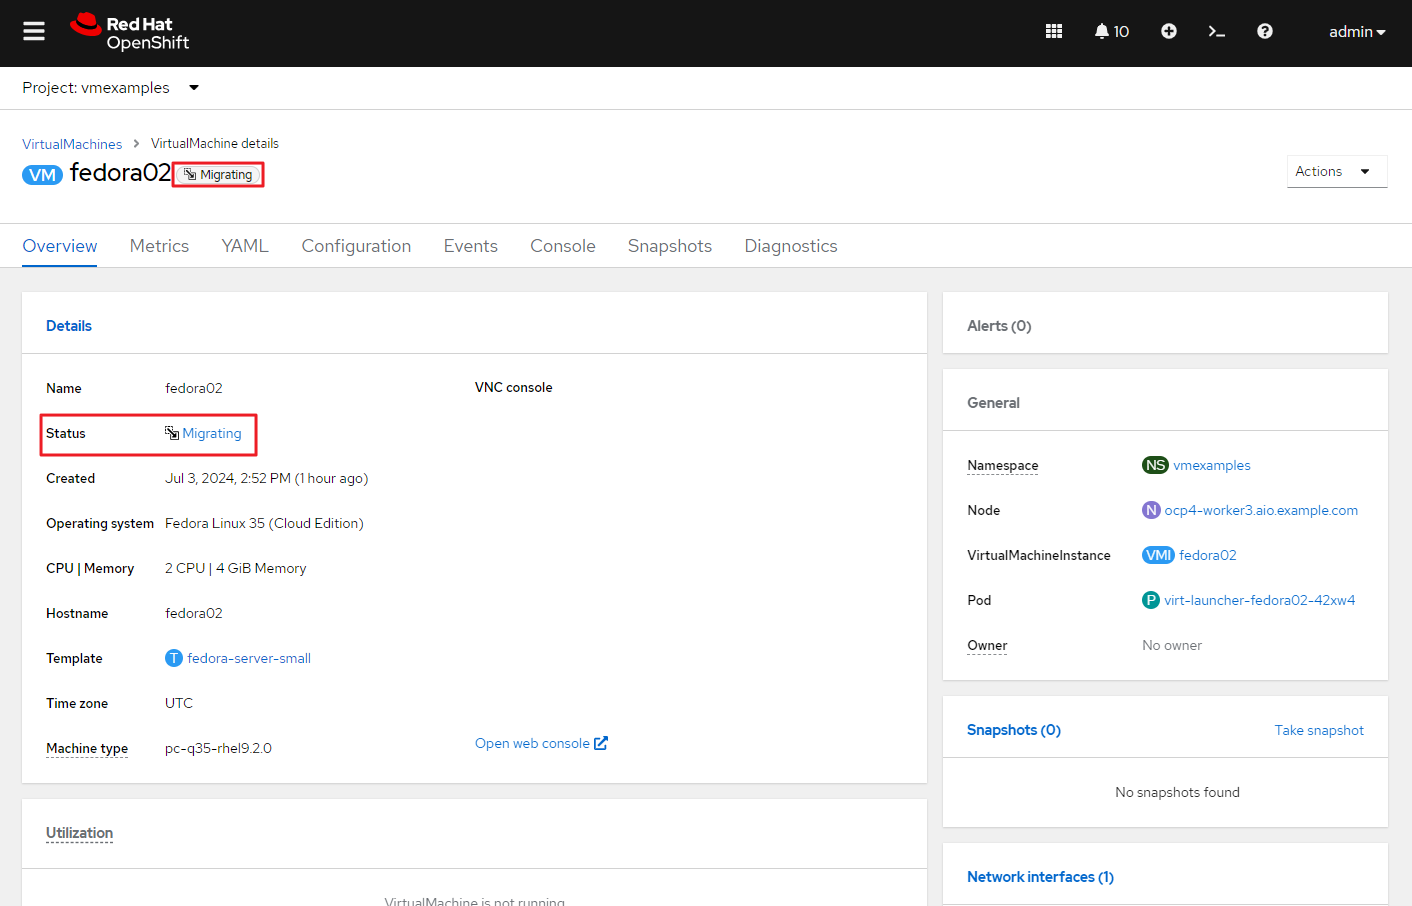 Red Hat
OpenShift
10
admin
Project: vmexamples
VirtualMachines > VirtualMachine details
VM fedora02 Migrating
Actions
Overview Metrics YAML Configuration Events Console Snapshots Diagnostics
Details
Name fedora02
VNC console
Status Migrating
Created Jul 3, 2024, 2:52 PM (1 hour ago)
Operating system Fedora Linux 35 (Cloud Edition)
CPU | Memory 2 CPU | 4 GiB Memory
Hostname fedora02
Template T fedora-server-small
Time zone UTC
Machine type pc-q35-rhel9.2.0
Open web console
Utilization
VirtualMachine is not running
Alerts (0)
General
Namespace NS vmexamples
Node N ocp4-worker3.aio.example.com
VirtualMachineInstance VMI fedora02
Pod P virt-launcher-fedora02-42xw4
Owner No owner
Snapshots (0) Take snapshot
No snapshots found
Network interfaces (1)